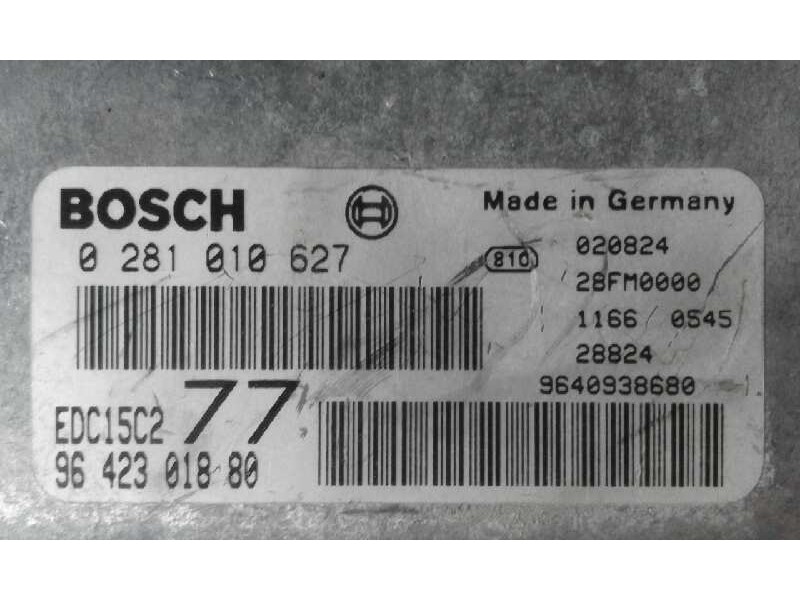 BOSCH
Made in Germany
0 281 010 627
810
020824
28FM0000
1166 0545
28824
9640938680
EDC15C2 77
96 423 018 80